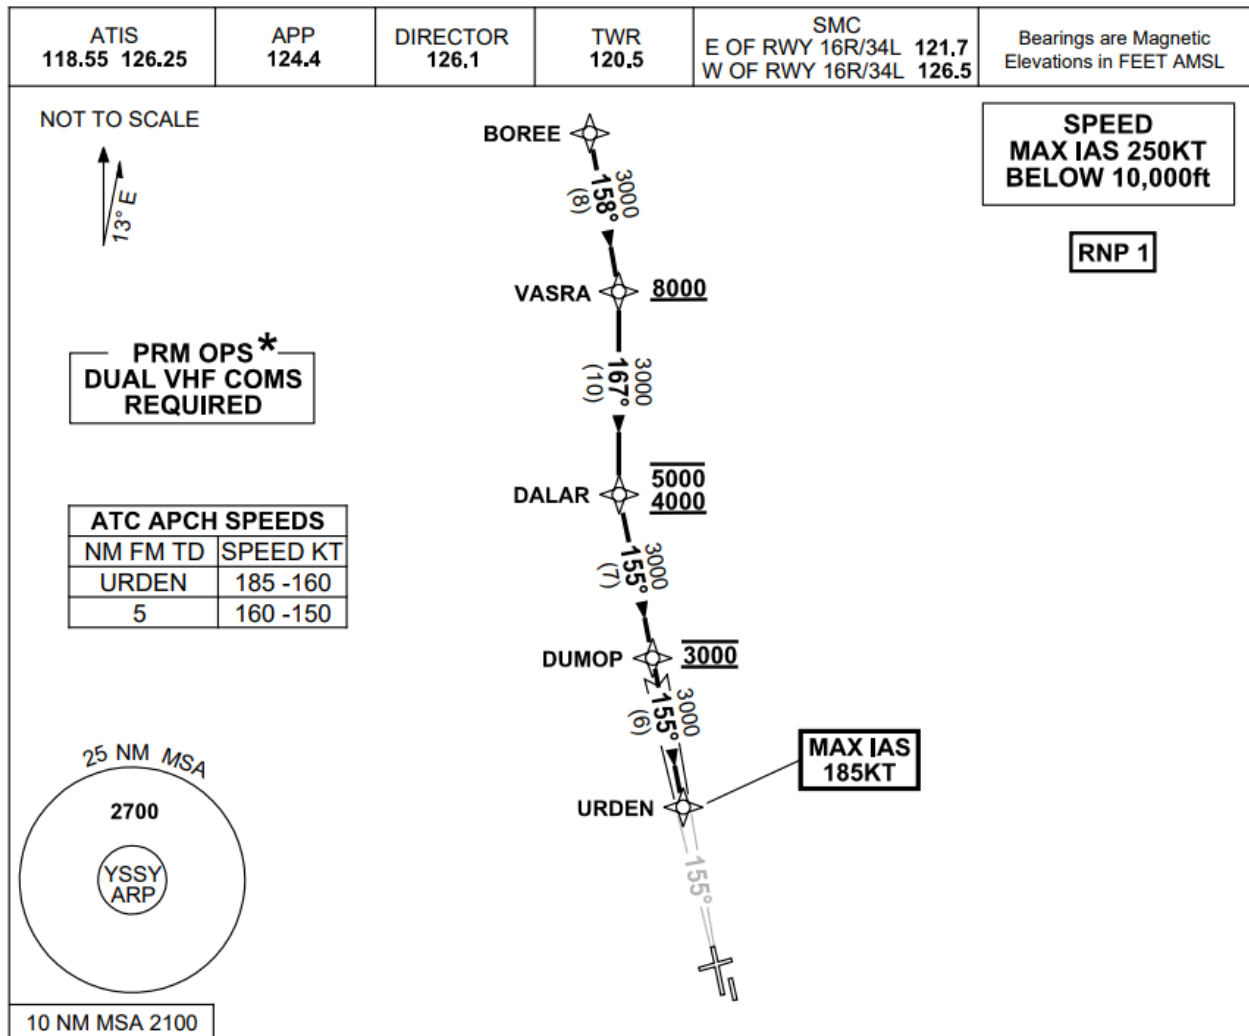 ATIS
118.55 126.25
APP
124.4
DIRECTOR
126.1
TWR
120.5
SMC
E OF RWY 16R/34L 121.7
W OF RWY 16R/34L 126.5
Bearings are Magnetic
Elevations in FEET AMSL
NOT TO SCALE
13° E
SPEED
MAX IAS 250KT
BELOW 10,000ft
RNP 1
BOREE
3000
158°
(8)
VASRA
8000
PRM OPS*
DUAL VHF COMS
REQUIRED
3000
167°
(10)
DALAR
5000
4000
ATC APCH SPEEDS
NM FM TD SPEED KT
URDEN 185 -160
5 160 -150
3000
155°
(7)
DUMOP
3000
3000
155°
(6)
MAX IAS
185KT
URDEN
155°
25 NM MSA
2700
YSSY
ARP
10 NM MSA 2100